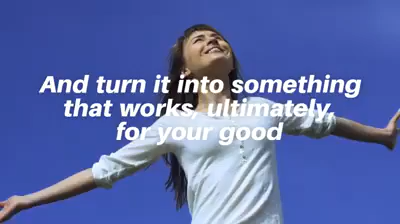 And turn it into something
that works, ultimately,
for your good